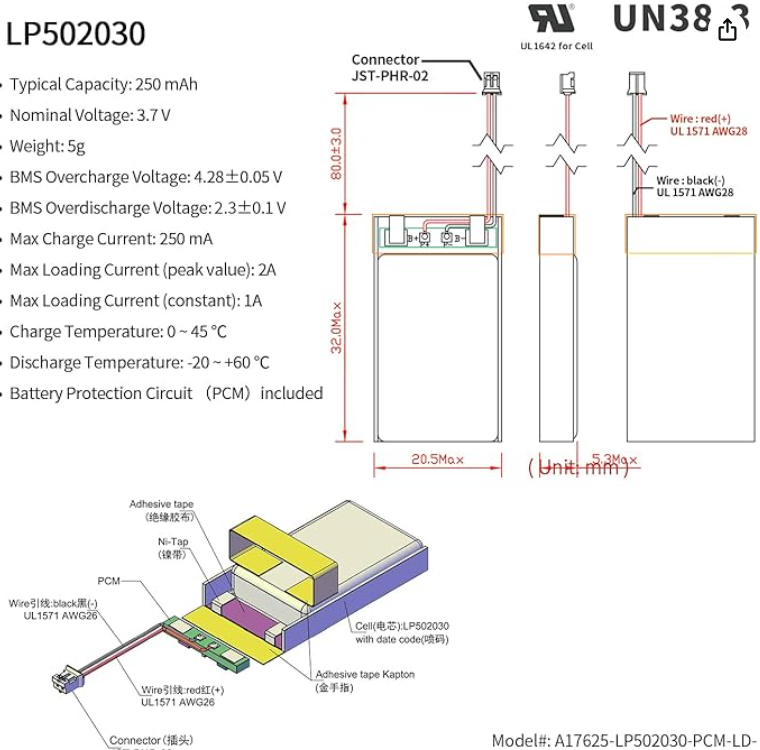 LP502030
UL1642 for Cell
UN38.3
• Typical Capacity: 250 mAh
• Nominal Voltage: 3.7 V
• Weight: 5g
• BMS Overcharge Voltage: 4.28±0.05 V
• BMS Overdischarge Voltage: 2.3±0.1 V
• Max Charge Current: 250 mA
• Max Loading Current (peak value): 2A
• Max Loading Current (constant): 1A
• Charge Temperature: 0 ~ 45 ℃
• Discharge Temperature: -20 ~ +60 ℃
• Battery Protection Circuit （PCM）included
Connector
JST-PHR-02
Wire : red(+)
UL 1571 AWG28
Wire : black(-)
UL 1571 AWG28
80.0±3.0
B+
P+
P-
B-
32.0Max
20.5Max
5.3Max
( Unit: mm )
Adhesive tape
(绝缘胶布)
Ni-Tap
(镍带)
PCM
Wire引线:black黑(-)
UL1571 AWG26
Cell(电芯):LP502030
with date code(喷码)
Adhesive tape Kapton
(金手指)
Wire引线:red红(+)
UL1571 AWG26
Connector (插头)
Model#: A17625-LP502030-PCM-LD-